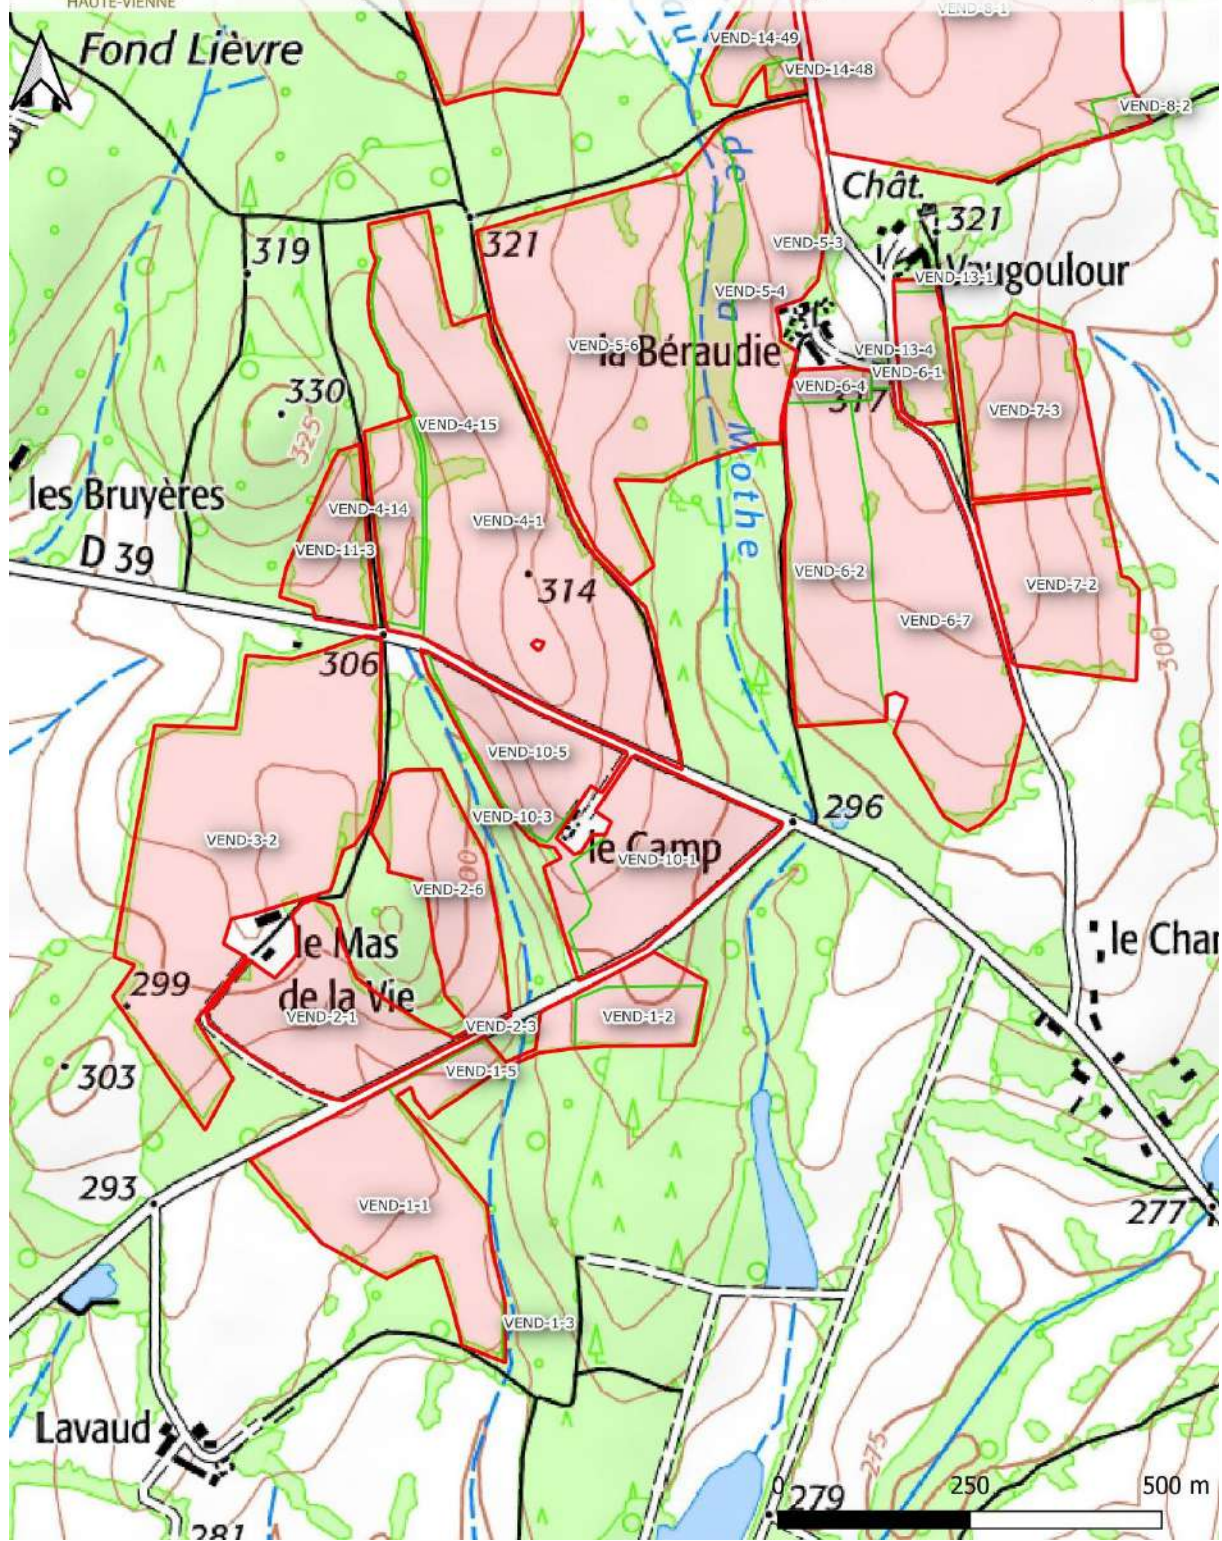 HAUTE-VIENNE
VEND-8-1
Fond Lièvre
VEND-14-49
VEND-14-48
VEND-8-2
de la Mothe
Chât.
321
319
321
VEND-5-3
Vaugoulour
VEND-13-1
VEND-5-4
VEND-5-6
la Béraudie
VEND-13-4
VEND-6-1
VEND-6-4
317
330
325
VEND-7-3
VEND-4-15
les Bruyères
VEND-4-14
VEND-4-1
D 39
VEND-11-3
VEND-6-2
VEND-7-2
314
VEND-6-7
306
300
VEND-10-5
VEND-10-3
296
VEND-3-2
le Camp
VEND-10-1
300
VEND-2-6
le Mas
de la Vie
le Char
299
VEND-2-1
VEND-2-3
VEND-1-2
303
VEND-1-5
293
VEND-1-1
277
VEND-1-3
Lavaud
275
0 250 500 m
279
281